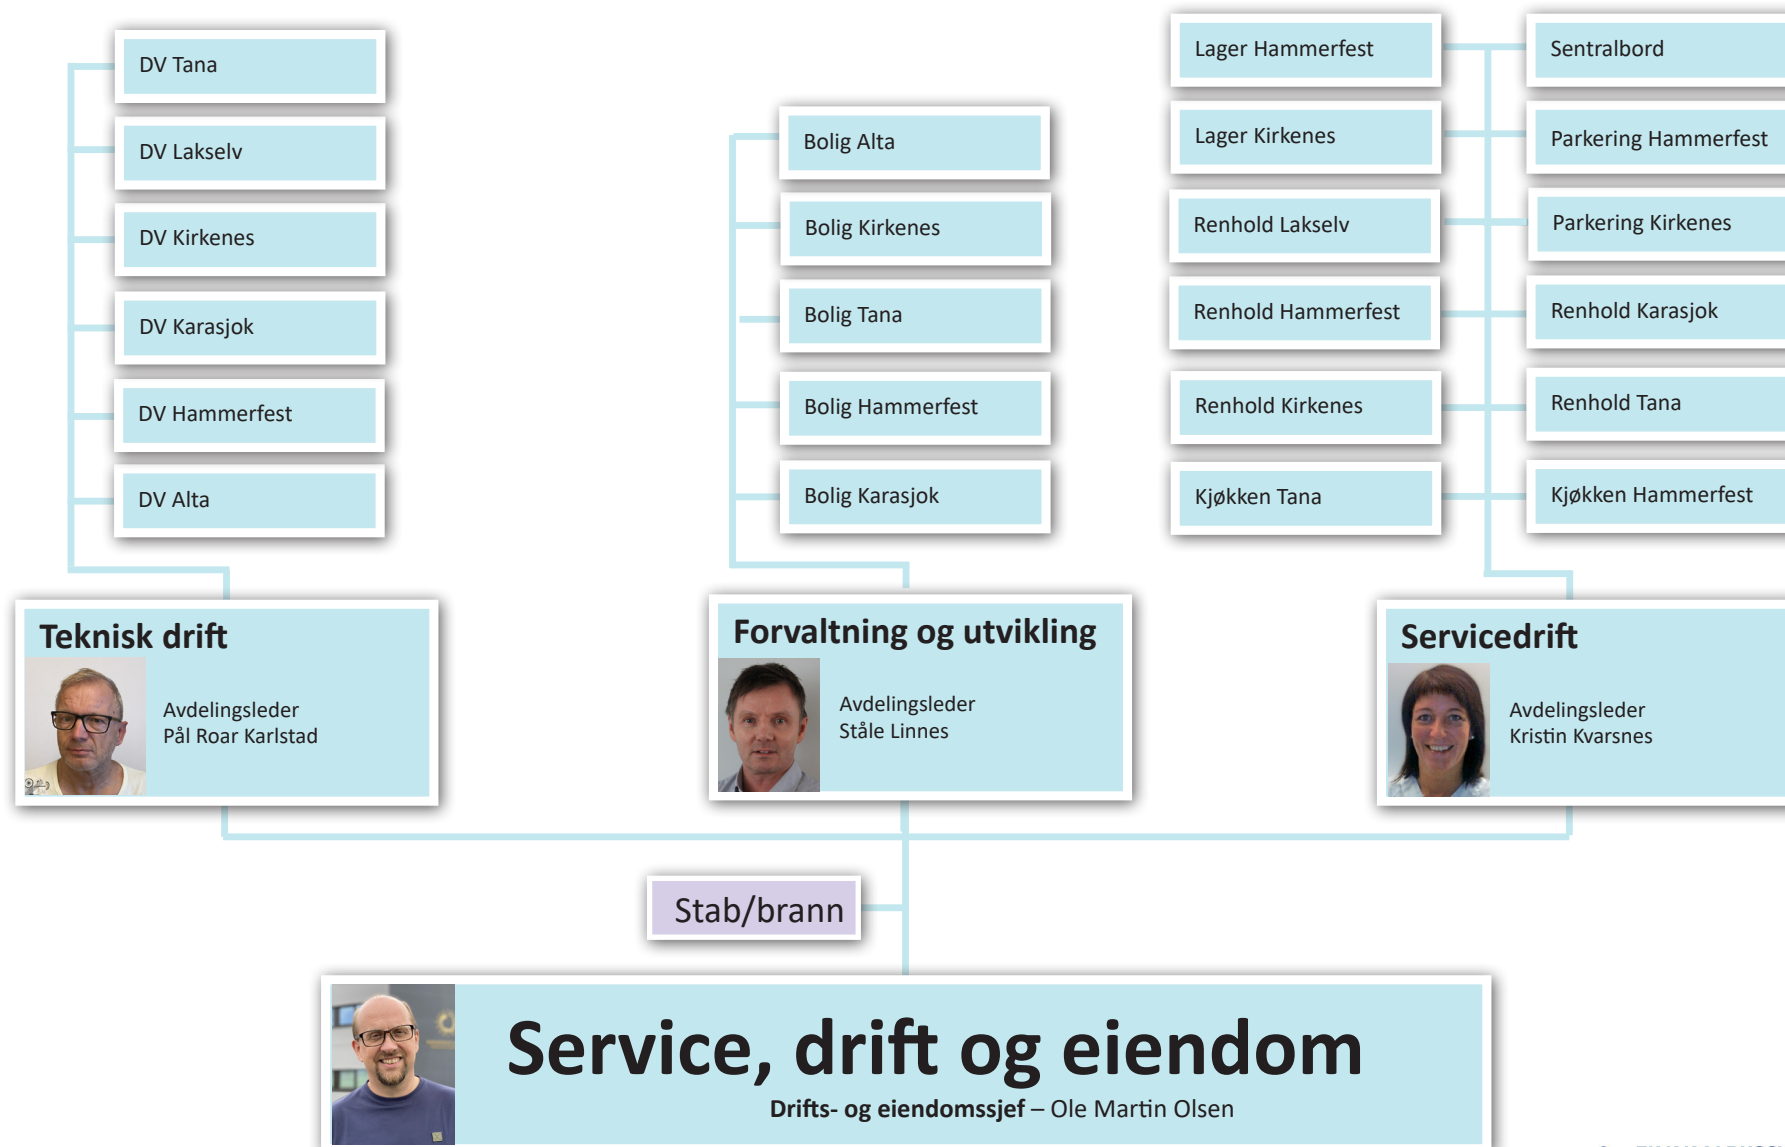 DV Tana
DV Lakselv
DV Kirkenes
DV Karasjok
DV Hammerfest
DV Alta
Bolig Alta
Bolig Kirkenes
Bolig Tana
Bolig Hammerfest
Bolig Karasjok
Lager Hammerfest
Lager Kirkenes
Renhold Lakselv
Renhold Hammerfest
Renhold Kirkenes
Kjøkken Tana
Sentralbord
Parkering Hammerfest
Parkering Kirkenes
Renhold Karasjok
Renhold Tana
Kjøkken Hammerfest
Teknisk drift
Avdelingsleder
Pål Roar Karlstad
Forvaltning og utvikling
Avdelingsleder
Ståle Linnes
Servicedrift
Avdelingsleder
Kristin Kvarsnes
Stab/brann
Service, drift og eiendom
Drifts- og eiendomssjef – Ole Martin Olsen